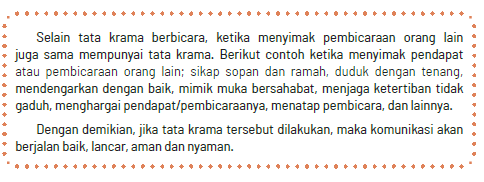 Selain tata krama berbicara, ketika menyimak pembicaraan orang lain
juga sama mempunyai tata krama. Berikut contoh ketika menyimak pendapat
atau pembicaraan orang lain; sikap sopan dan ramah, duduk dengan tenang,
mendengarkan dengan baik, mimik muka bersahabat, menjaga ketertiban tidak
gaduh, menghargai pendapat/pembicaraanya, menatap pembicara, dan lainnya.
Dengan demikian, jika tata krama tersebut dilakukan, maka komunikasi akan
berjalan baik, lancar, aman dan nyaman.